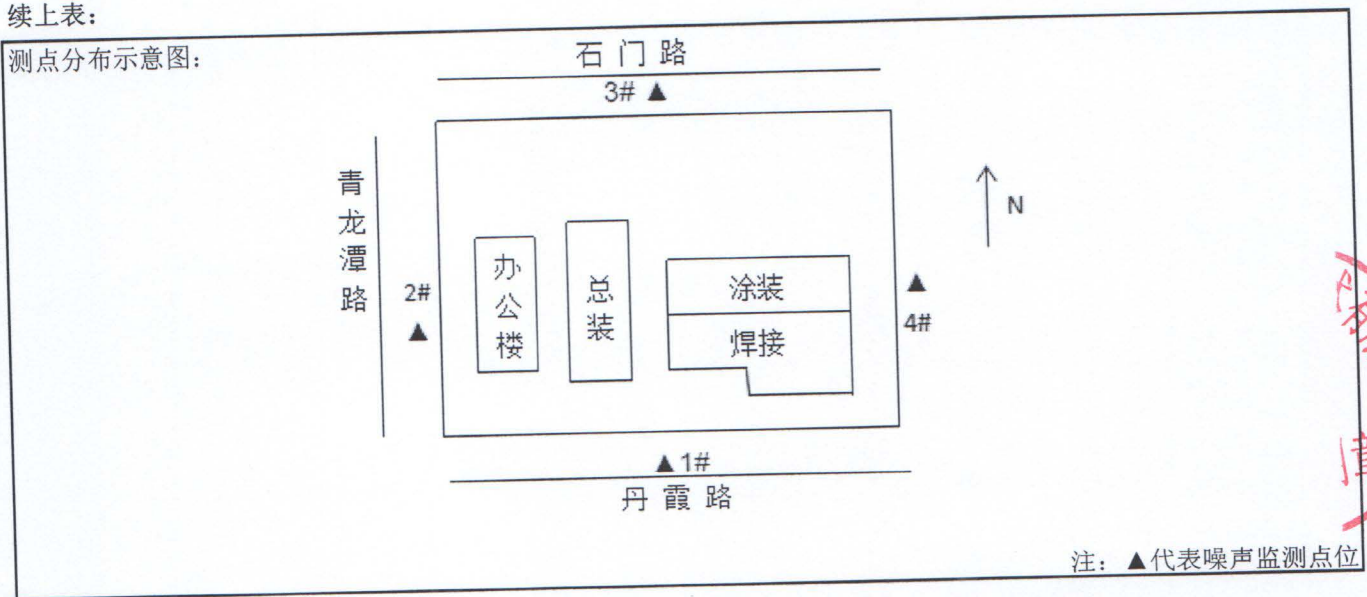 续上表：
测点分布示意图：
石门路
3# ▲
青龙潭路
N
2#
▲
办公楼
总装
涂装
焊接
▲
4#
▲1#
丹霞路
注：▲代表噪声监测点位